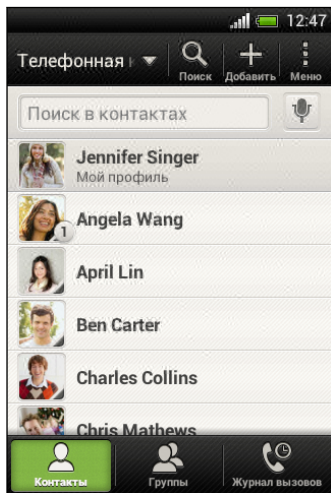 12:47
Телефонная
Поиск
Добавить
Меню
Поиск в контактах
Jennifer Singer
Мой профиль
Angela Wang
1
April Lin
Ben Carter
Charles Collins
Chris Mathews
Контакты
Группы
Журнал вызовов